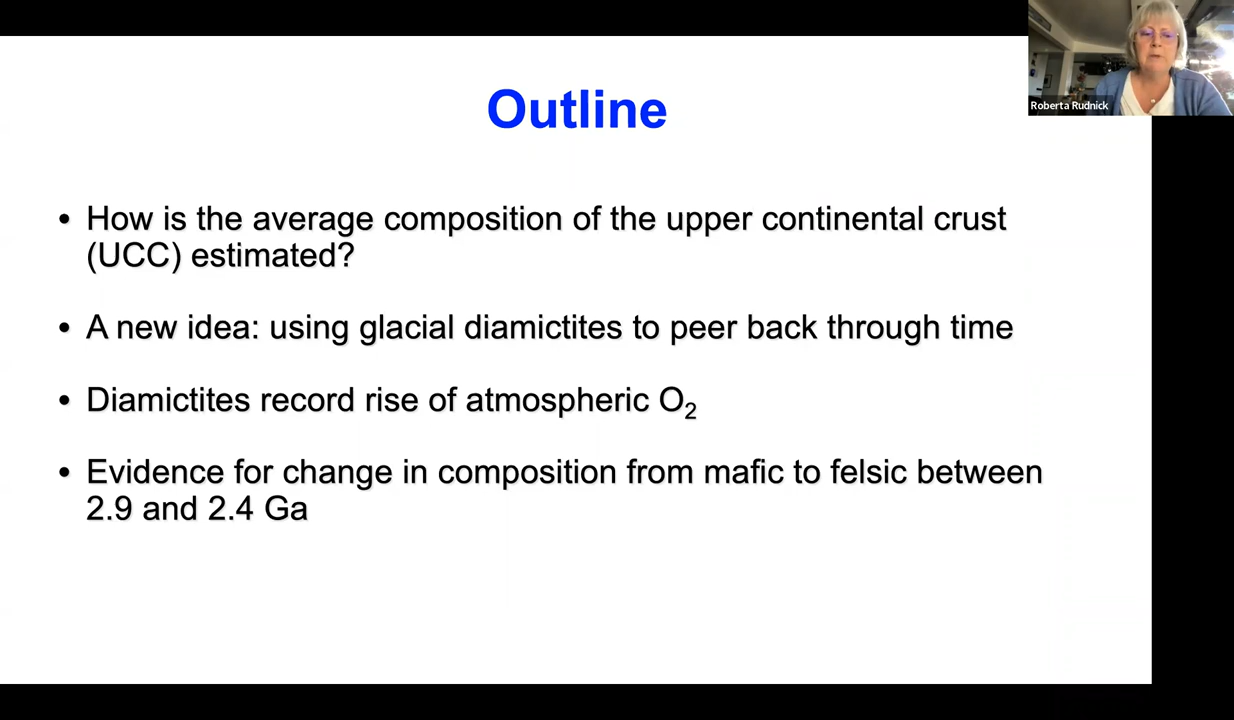 Outline
Roberta Rudnick
• How is the average composition of the upper continental crust
(UCC) estimated?
• A new idea: using glacial diamictites to peer back through time
• Diamictites record rise of atmospheric O₂
• Evidence for change in composition from mafic to felsic between
2.9 and 2.4 Ga